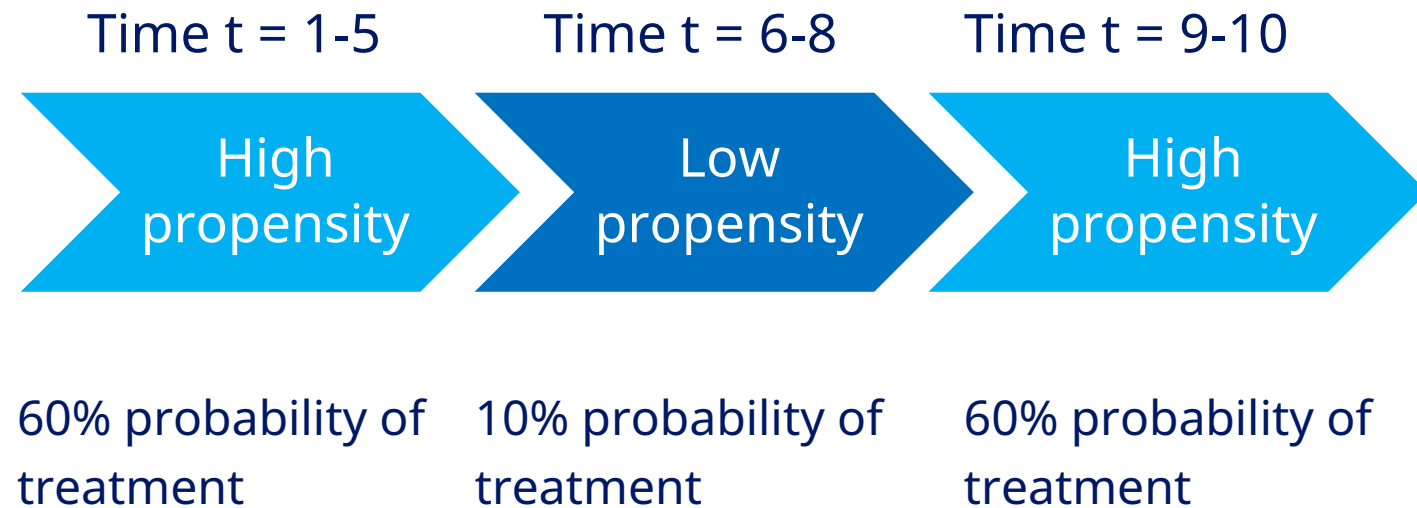 Time t = 1-5
Time t = 6-8
Time t = 9-10
High
propensity
Low
propensity
High
propensity
60% probability of
treatment
10% probability of
treatment
60% probability of
treatment